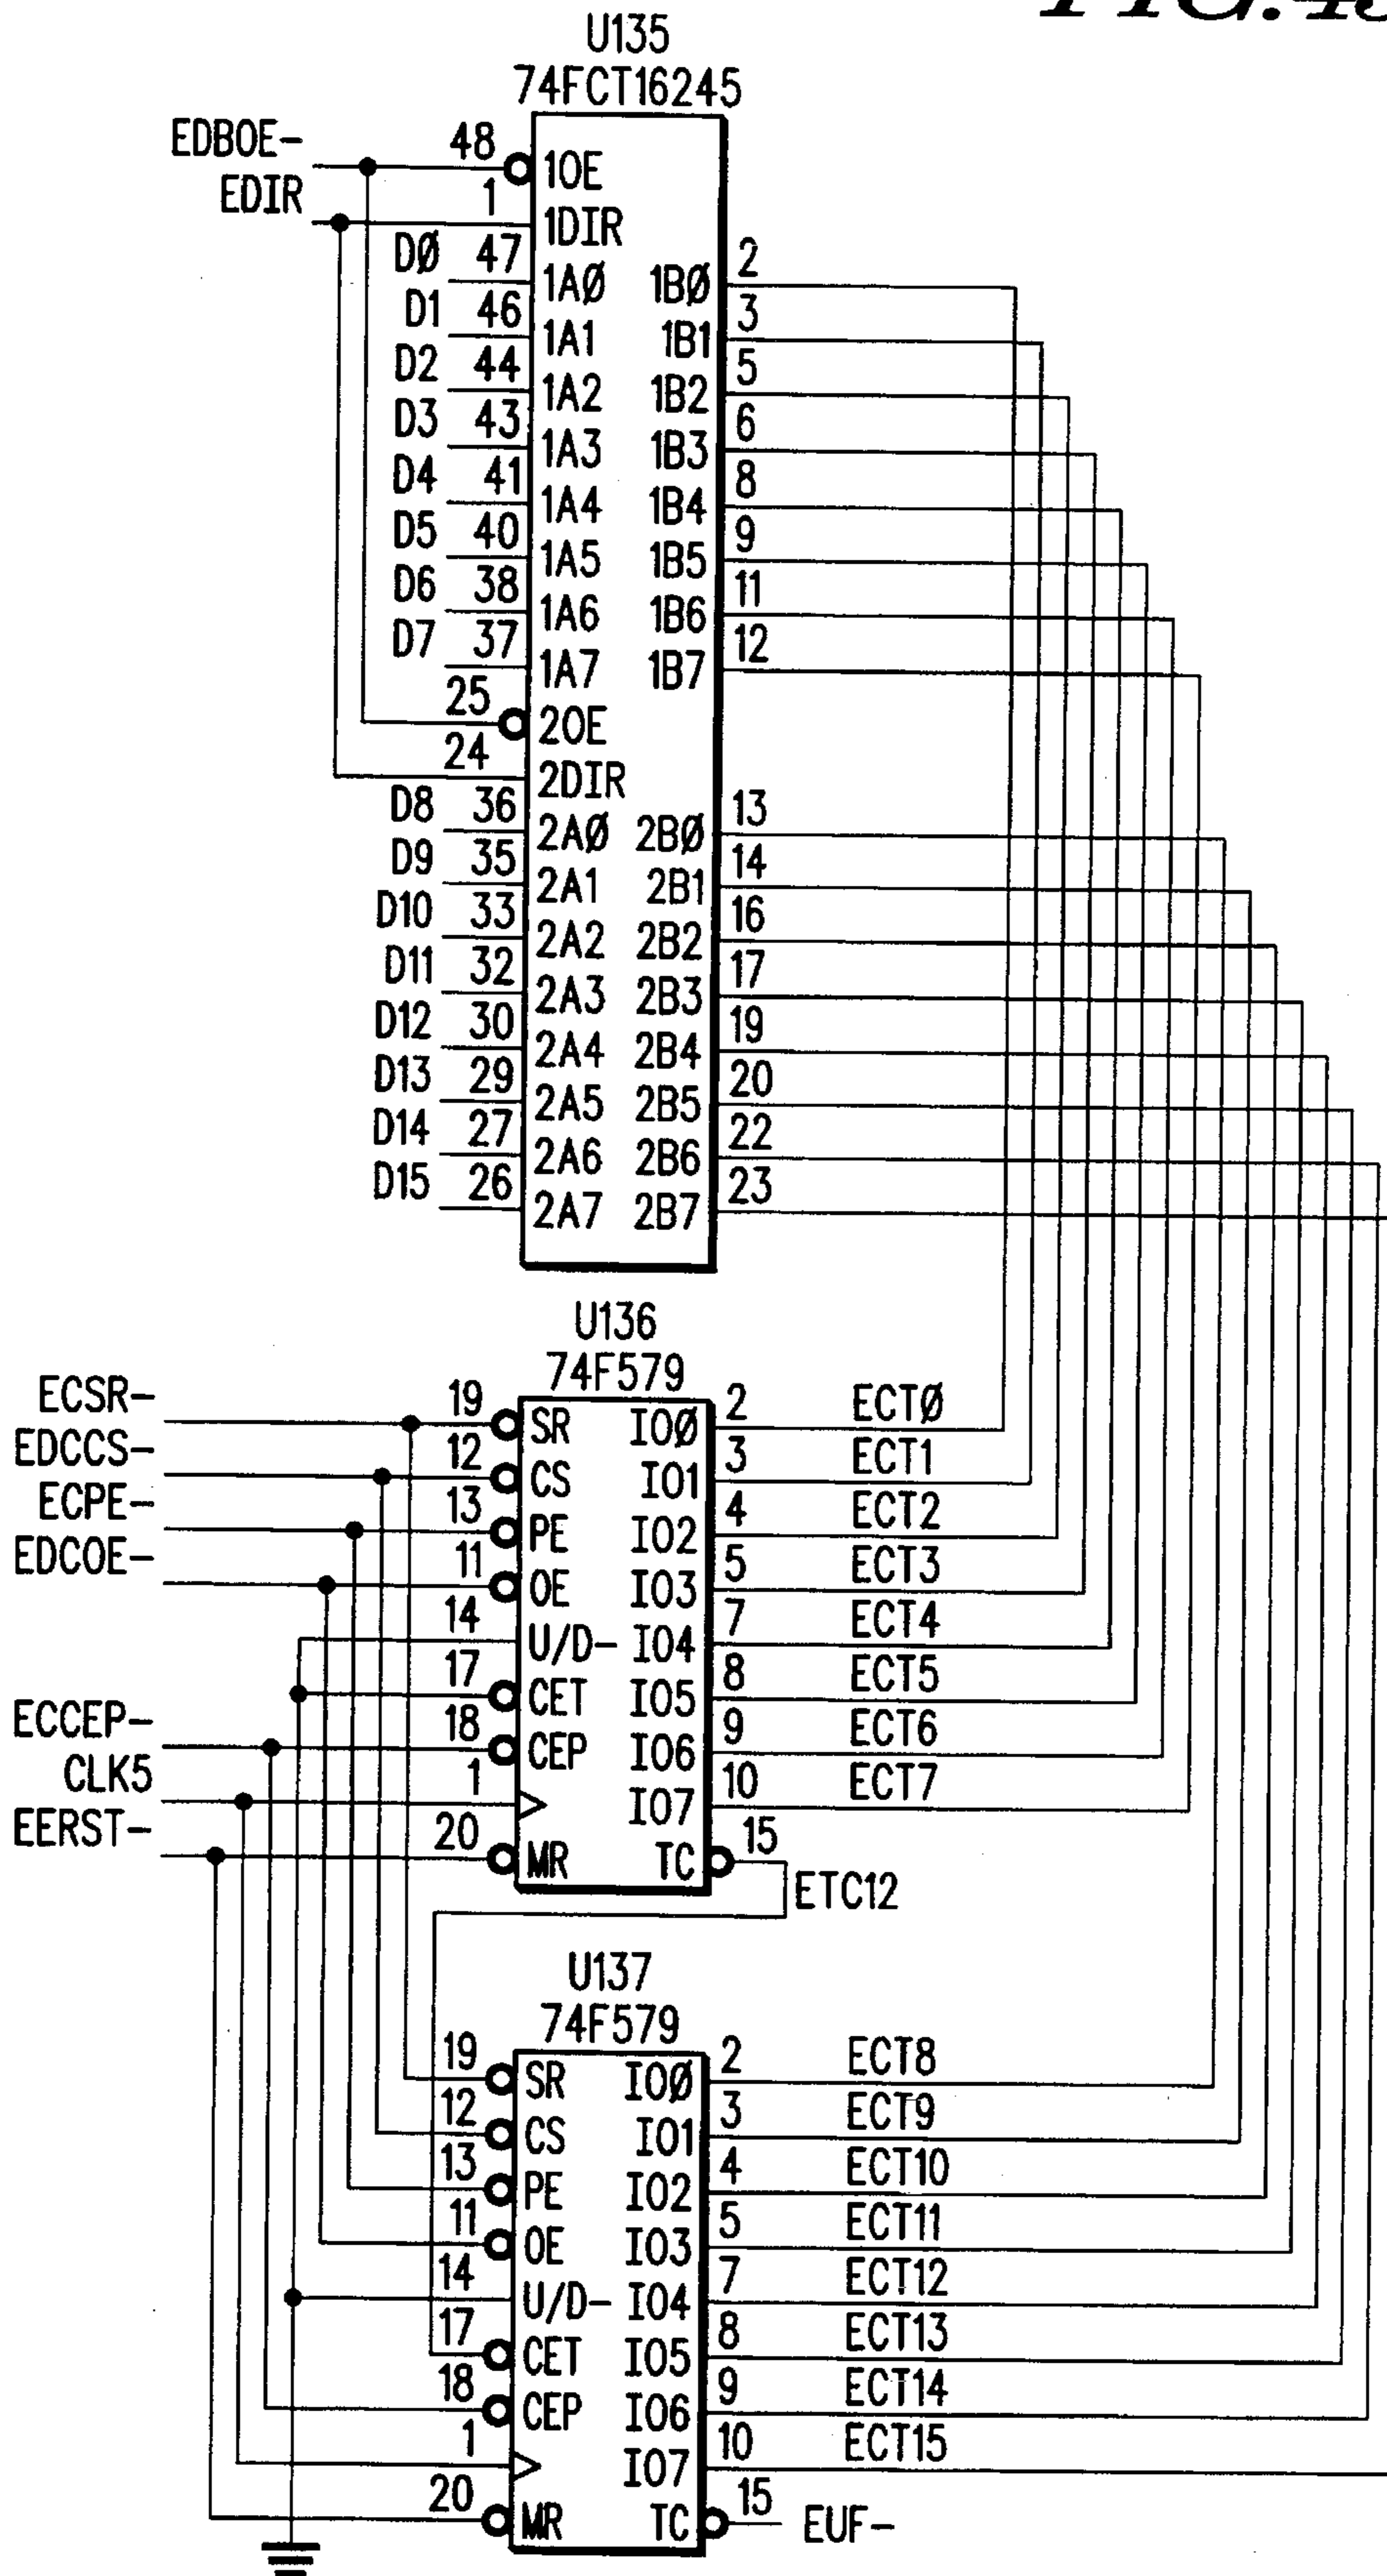 U135
74FCT16245
EDBOE- 48 1OE
EDIR 1 1DIR
DØ 47 1AØ 1BØ 2
D1 46 1A1 1B1 3
D2 44 1A2 1B2 5
D3 43 1A3 1B3 6
D4 41 1A4 1B4 8
D5 40 1A5 1B5 9
D6 38 1A6 1B6 11
D7 37 1A7 1B7 12
25 2OE
24 2DIR
D8 36 2AØ 2BØ 13
D9 35 2A1 2B1 14
D10 33 2A2 2B2 16
D11 32 2A3 2B3 17
D12 30 2A4 2B4 19
D13 29 2A5 2B5 20
D14 27 2A6 2B6 22
D15 26 2A7 2B7 23
U136
74F579
ECSR- 19 SR IOØ 2 ECTØ
EDCCS- 12 CS IO1 3 ECT1
ECPE- 13 PE IO2 4 ECT2
EDCOE- 11 OE IO3 5 ECT3
14 U/D- IO4 7 ECT4
17 CET IO5 8 ECT5
ECCEP- 18 CEP IO6 9 ECT6
CLK5 1 IO7 10 ECT7
EERST- 20 MR TC 15
ETC12
U137
74F579
19 SR IOØ 2 ECT8
12 CS IO1 3 ECT9
13 PE IO2 4 ECT10
11 OE IO3 5 ECT11
14 U/D- IO4 7 ECT12
17 CET IO5 8 ECT13
18 CEP IO6 9 ECT14
1 IO7 10 ECT15
20 MR TC 15 EUF-